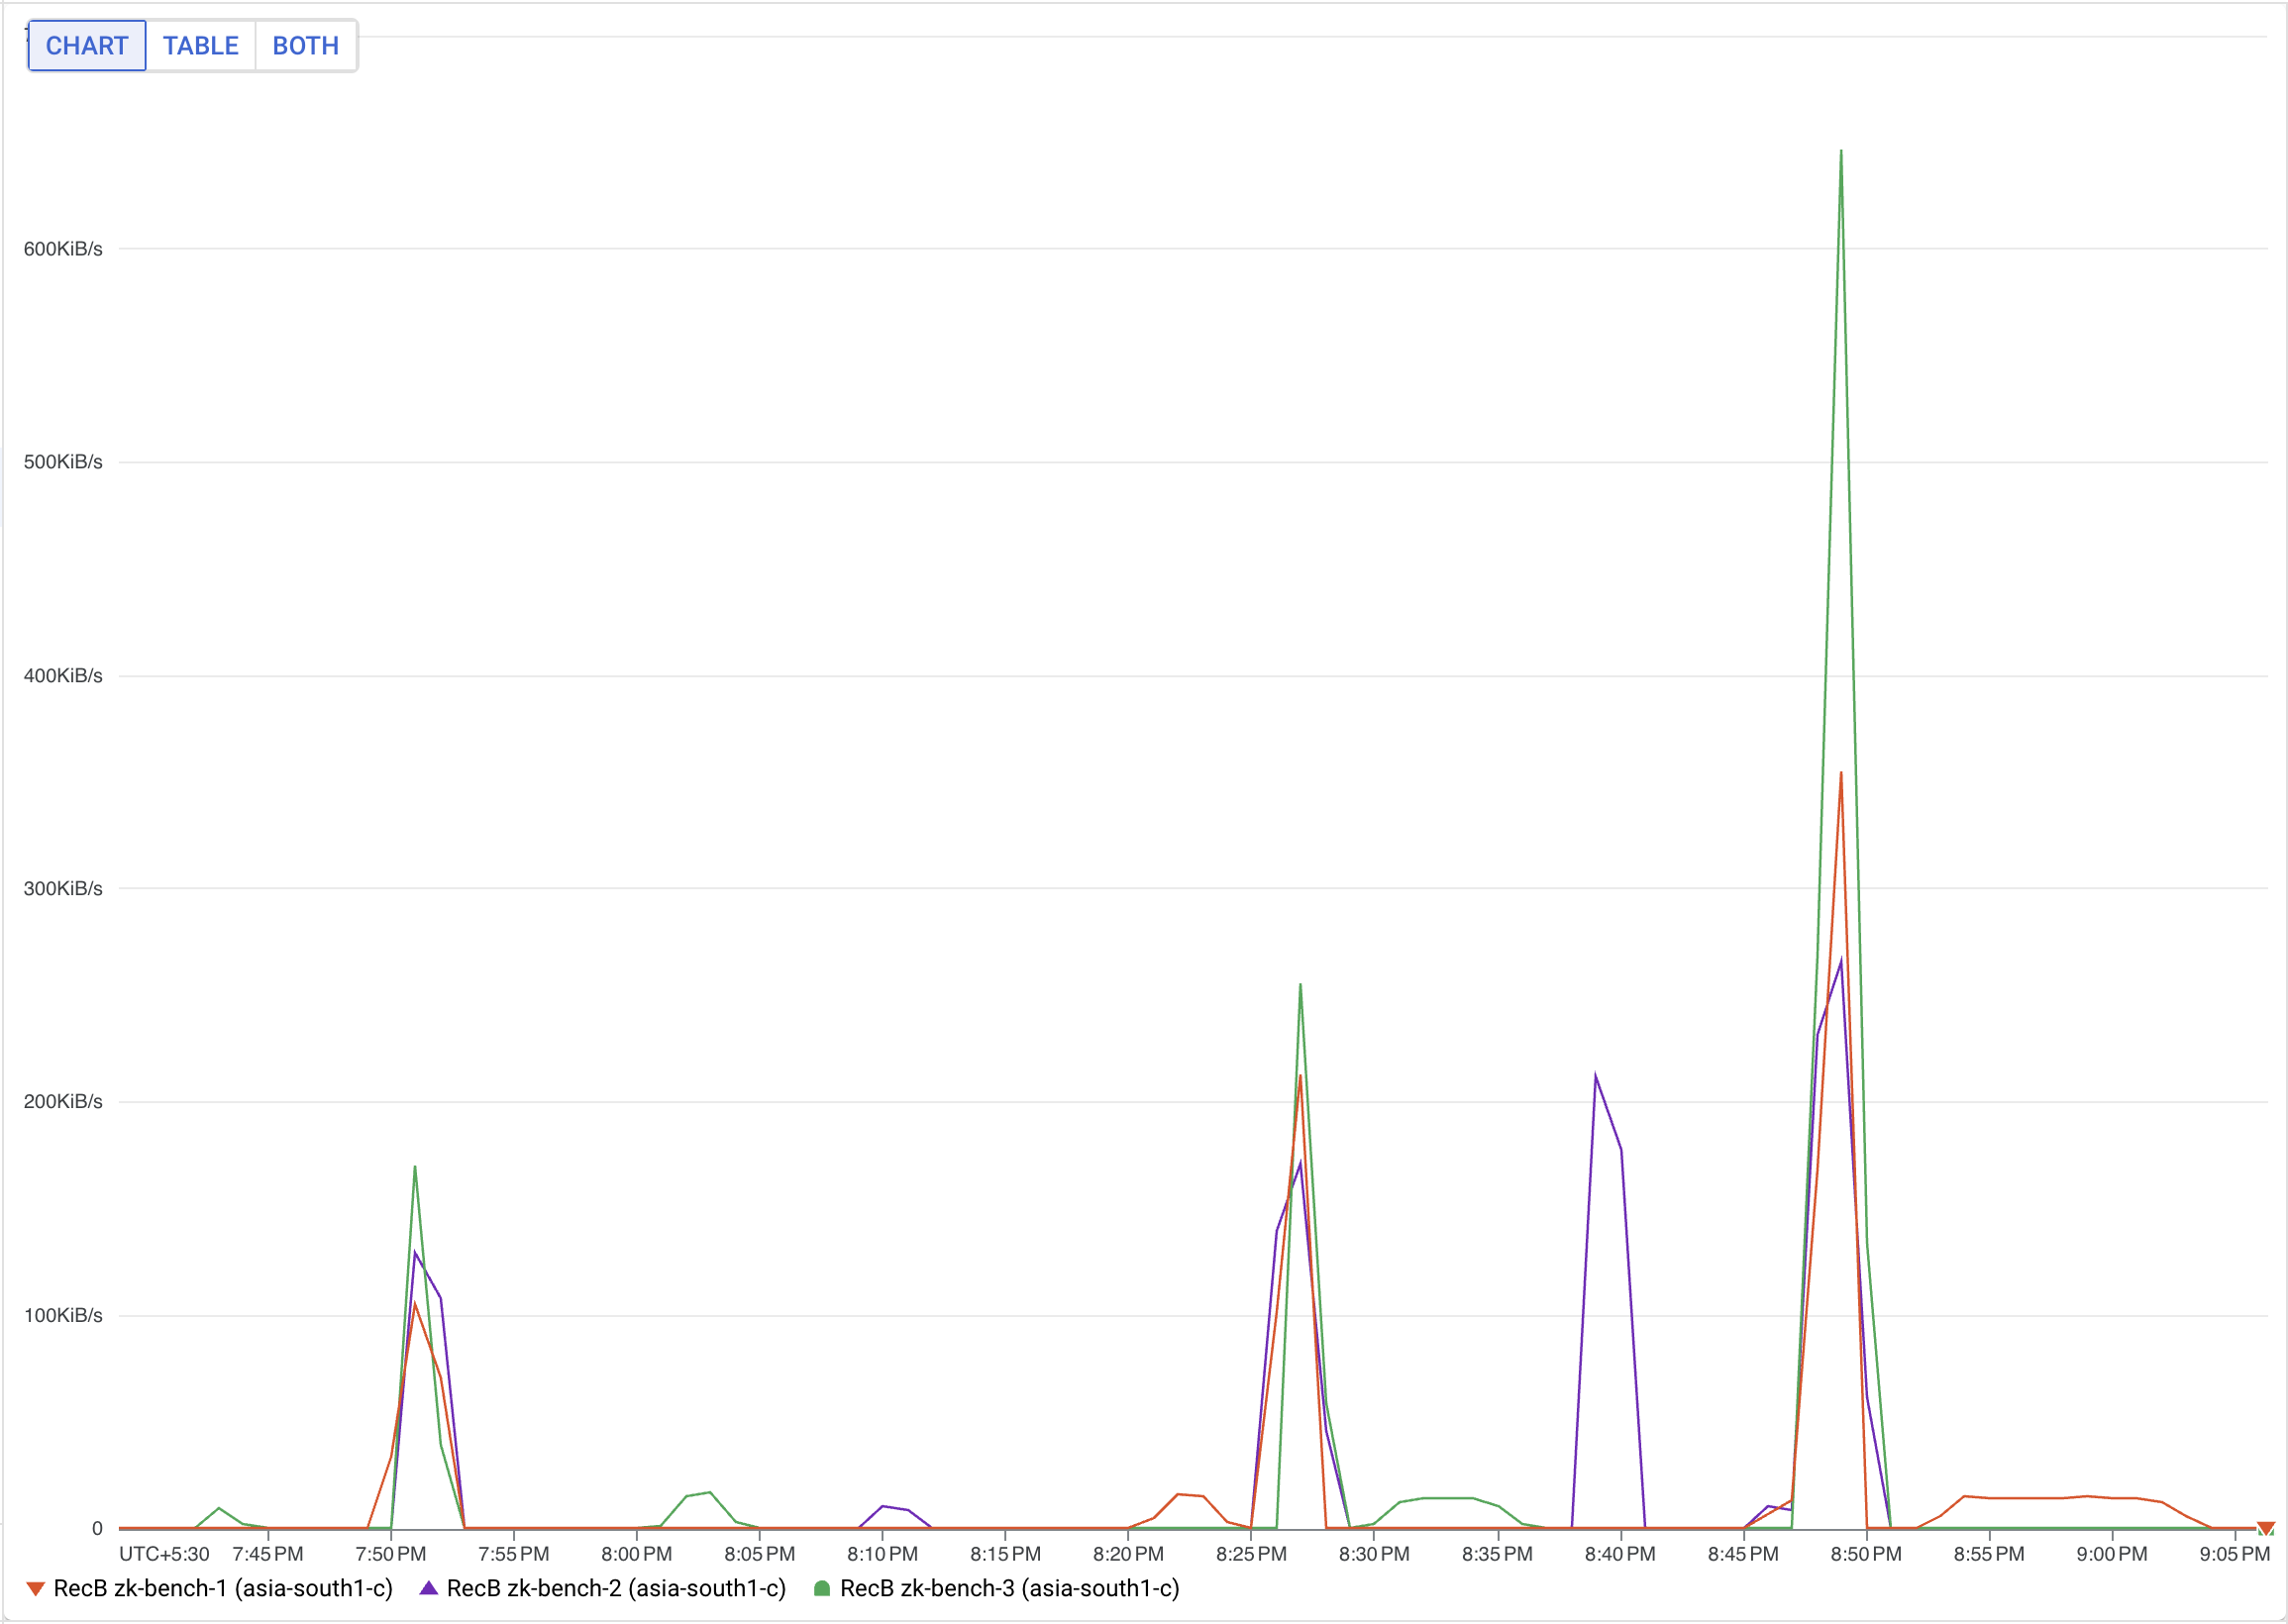 CHART TABLE BOTH
600KiB/s
500KiB/s
400KiB/s
300KiB/s
200KiB/s
100KiB/s
0
UTC+5:30 7:45 PM 7:50 PM 7:55 PM 8:00 PM 8:05 PM 8:10 PM 8:15 PM 8:20 PM 8:25 PM 8:30 PM 8:35 PM 8:40 PM 8:45 PM 8:50 PM 8:55 PM 9:00 PM 9:05 PM
RecB zk-bench-1 (asia-south1-c) RecB zk-bench-2 (asia-south1-c) RecB zk-bench-3 (asia-south1-c)